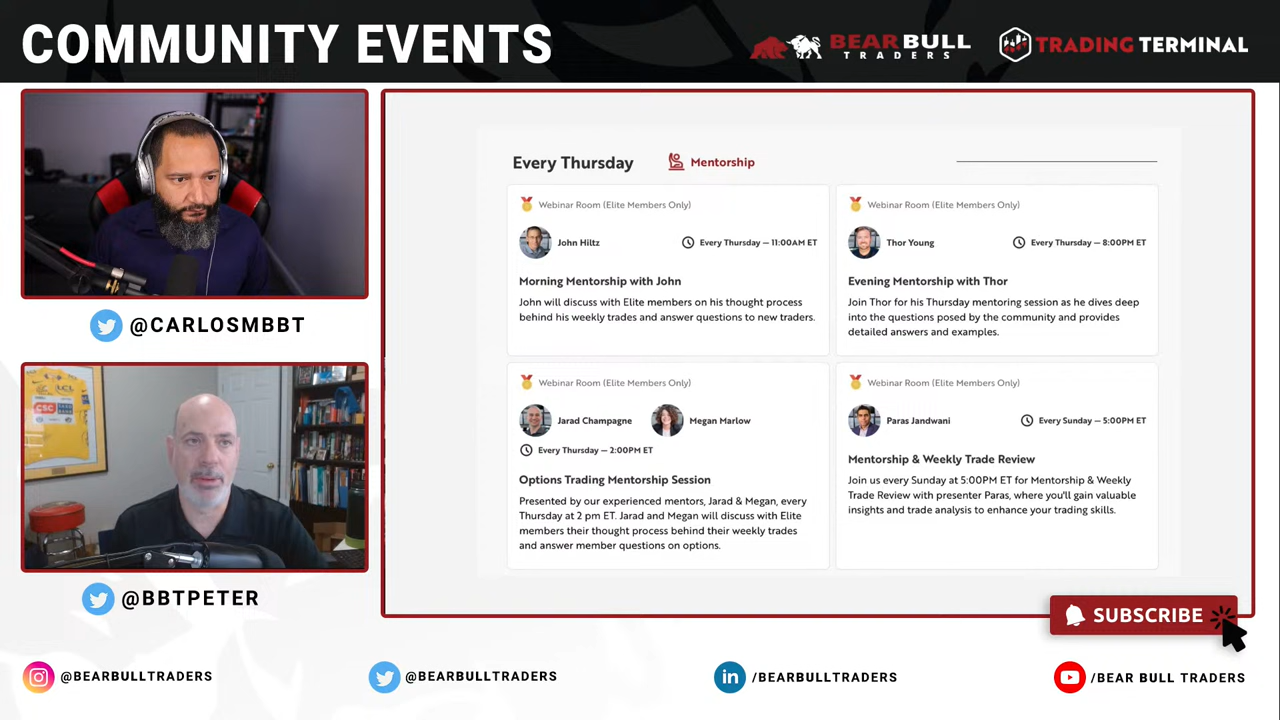 COMMUNITY EVENTS
BEAR BULL
TRADERS
TRADING TERMINAL
@CARLOSMBBT
@BBTPETER
Every Thursday
Mentorship
Webinar Room (Elite Members Only)
John Hiltz
Every Thursday — 11:00AM ET
Morning Mentorship with John
John will discuss with Elite members on his thought process
behind his weekly trades and answer questions to new traders.
Webinar Room (Elite Members Only)
Thor Young
Every Thursday — 8:00PM ET
Evening Mentorship with Thor
Join Thor for his Thursday mentoring session as he dives deep
into the questions posed by the community and provides
detailed answers and examples.
Webinar Room (Elite Members Only)
Jarad Champagne
Megan Marlow
Every Thursday — 2:00PM ET
Options Trading Mentorship Session
Presented by our experienced mentors, Jarad & Megan, every
Thursday at 2 pm ET. Jarad and Megan will discuss with Elite
members their thought process behind their weekly trades
and answer member questions on options.
Webinar Room (Elite Members Only)
Paras Jandwani
Every Sunday — 5:00PM ET
Mentorship & Weekly Trade Review
Join us every Sunday at 5:00PM ET for Mentorship & Weekly
Trade Review with presenter Paras, where you'll gain valuable
insights and trade analysis to enhance your trading skills.
SUBSCRIBE
@BEARBULLTRADERS
@BEARBULLTRADERS
/BEARBULLTRADERS
/BEAR BULL TRADERS
CSC
LCL